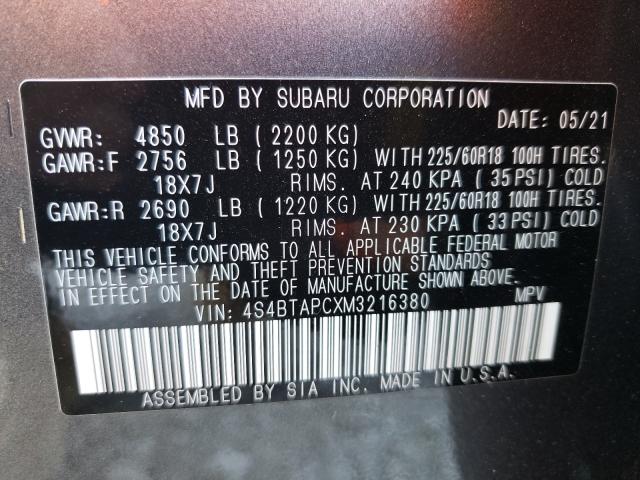 MFD BY SUBARU CORPORATION
DATE: 05/21
GVWR: 4850 LB (2200 KG)
GAWR:F 2756 LB (1250 KG) WITH 225/60R18 100H TIRES.
18X7J RIMS. AT 240 KPA (35 PSI) COLD
GAWR:R 2690 LB (1220 KG) WITH 225/60R18 100H TIRES.
18X7J RIMS. AT 230 KPA (33 PSI) COLD
THIS VEHICLE CONFORMS TO ALL APPLICABLE FEDERAL MOTOR
VEHICLE SAFETY AND THEFT PREVENTION STANDARDS
IN EFFECT ON THE DATE OF MANUFACTURE SHOWN ABOVE.
VIN: 4S4BTAPCXM3216380 MPV
ASSEMBLED BY SIA INC. MADE IN U.S.A.